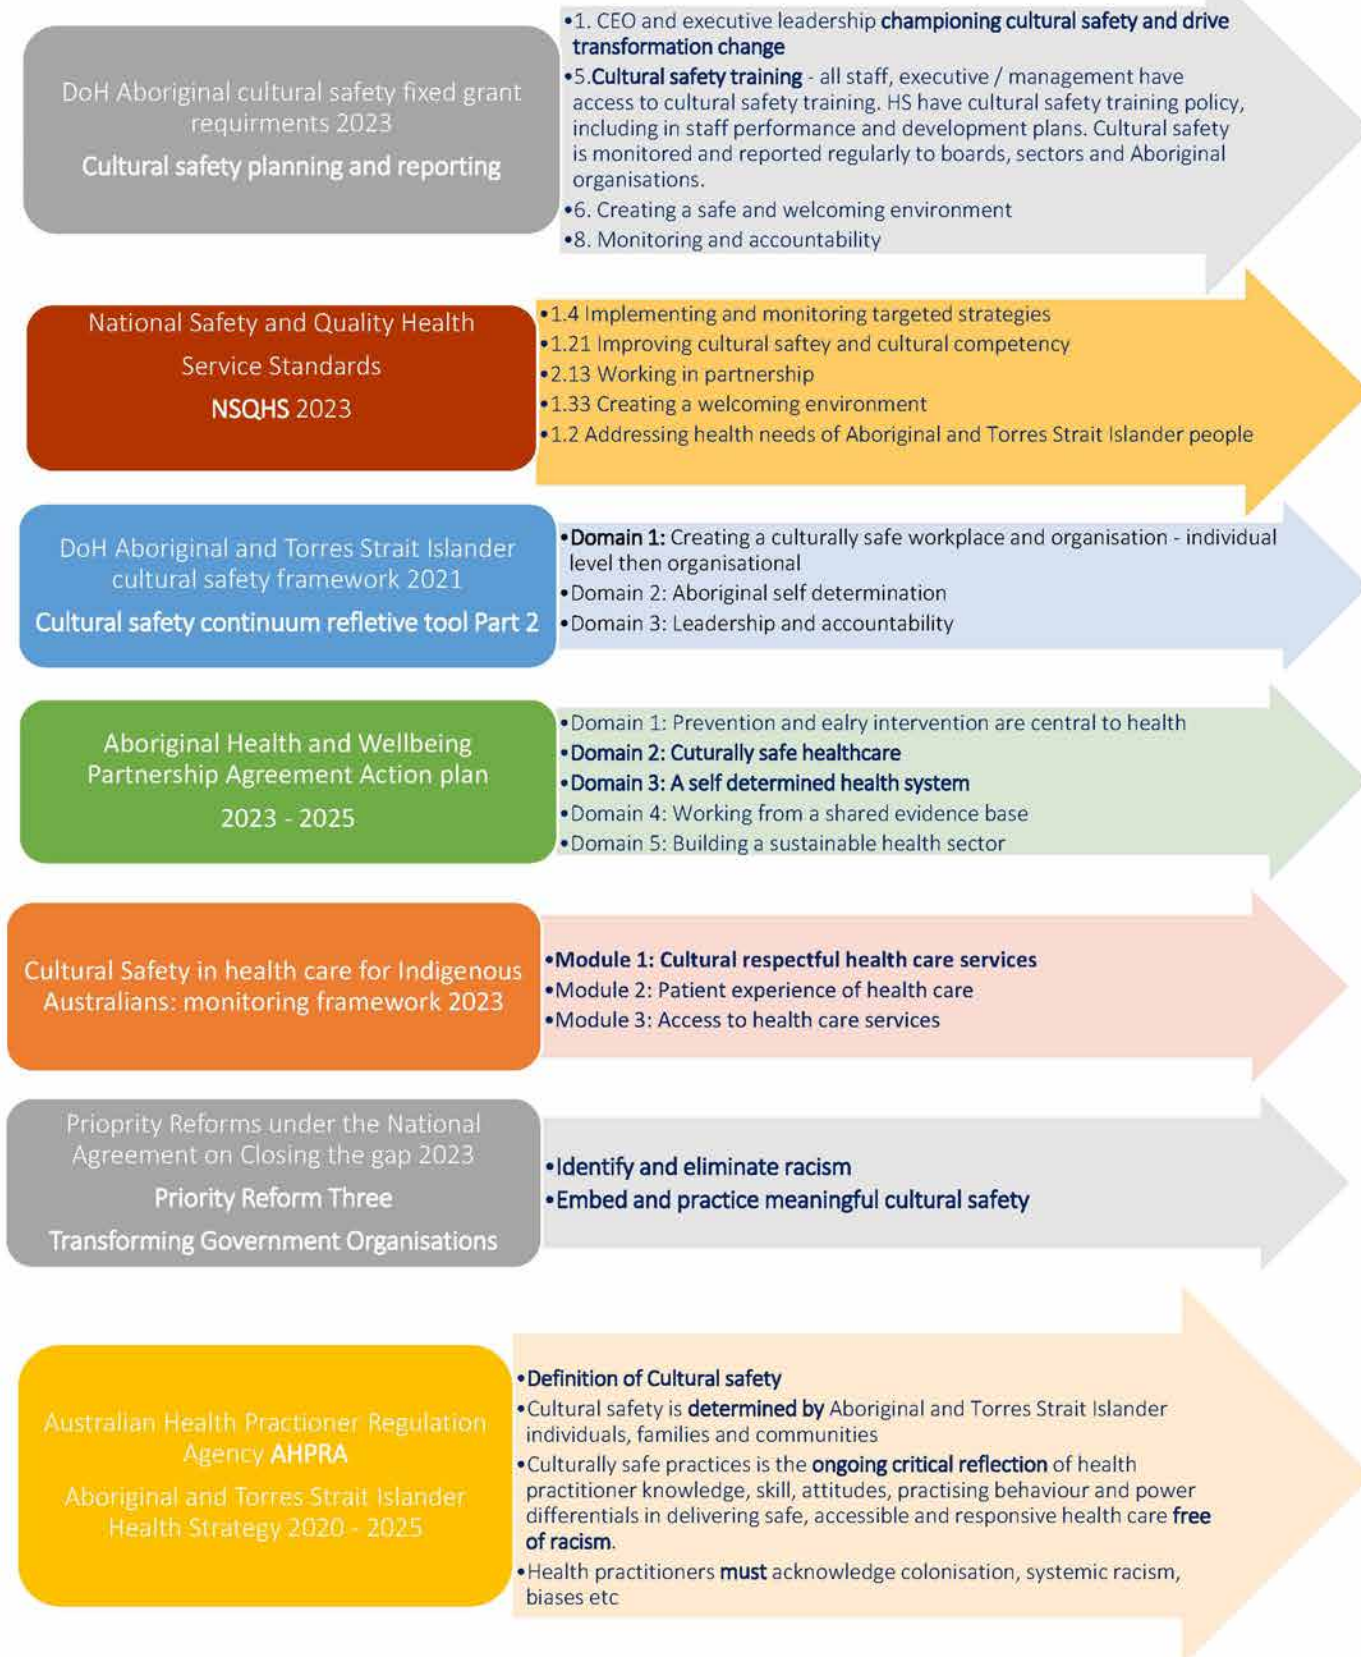 DoH Aboriginal cultural safety fixed grant
requirments 2023
Cultural safety planning and reporting
•1. CEO and executive leadership championing cultural safety and drive
transformation change
•5.Cultural safety training - all staff, executive / management have
access to cultural safety training. HS have cultural safety training policy,
including in staff performance and development plans. Cultural safety
is monitored and reported regularly to boards, sectors and Aboriginal
organisations.
•6. Creating a safe and welcoming environment
•8. Monitoring and accountability
National Safety and Quality Health
Service Standards
NSQHS 2023
•1.4 Implementing and monitoring targeted strategies
•1.21 Improving cultural saftey and cultural competency
•2.13 Working in partnership
•1.33 Creating a welcoming environment
•1.2 Addressing health needs of Aboriginal and Torres Strait Islander people
DoH Aboriginal and Torres Strait Islander
cultural safety framework 2021
Cultural safety continuum refletive tool Part 2
•Domain 1: Creating a culturally safe workplace and organisation - individual
level then organisational
•Domain 2: Aboriginal self determination
•Domain 3: Leadership and accountability
Aboriginal Health and Wellbeing
Partnership Agreement Action plan
2023 - 2025
•Domain 1: Prevention and ealry intervention are central to health
•Domain 2: Cuturally safe healthcare
•Domain 3: A self determined health system
•Domain 4: Working from a shared evidence base
•Domain 5: Building a sustainable health sector
Cultural Safety in health care for Indigenous
Australians: monitoring framework 2023
•Module 1: Cultural respectful health care services
•Module 2: Patient experience of health care
•Module 3: Access to health care services
Prioprity Reforms under the National
Agreement on Closing the gap 2023
Priority Reform Three
Transforming Government Organisations
•Identify and eliminate racism
•Embed and practice meaningful cultural safety
Australian Health Practioner Regulation
Agency AHPRA
Aboriginal and Torres Strait Islander
Health Strategy 2020 - 2025
•Definition of Cultural safety
•Cultural safety is determined by Aboriginal and Torres Strait Islander
individuals, families and communities
•Culturally safe practices is the ongoing critical reflection of health
practitioner knowledge, skill, attitudes, practising behaviour and power
differentials in delivering safe, accessible and responsive health care free
of racism.
•Health practitioners must acknowledge colonisation, systemic racism,
biases etc